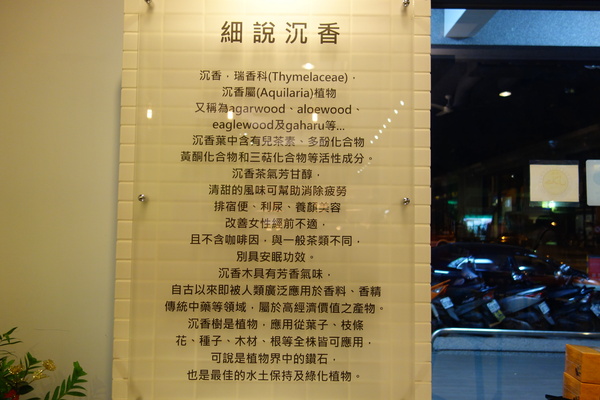 細說沉香
沉香，瑞香科(Thymelaceae)，
沉香屬(Aquilaria)植物
又稱為agarwood、aloewood、
eaglewood及gaharu等...
沉香葉中含有兒茶素、多酚化合物
黃酮化合物和三萜化合物等活性成分。
沉香茶氣芳甘醇，
清甜的風味可幫助消除疲勞
排宿便、利尿、養顏美容
改善女性經前不適，
且不含咖啡因，與一般茶類不同，
別具安眠功效。
沉香木具有芳香氣味，
自古以來即被人類廣泛應用於香料、香精
傳統中藥等領域，屬於高經濟價值之產物。
沉香樹是植物，應用從葉子、枝條
花、種子、木材、根等全株皆可應用，
可說是植物界中的鑽石，
也是最佳的水土保持及綠化植物。